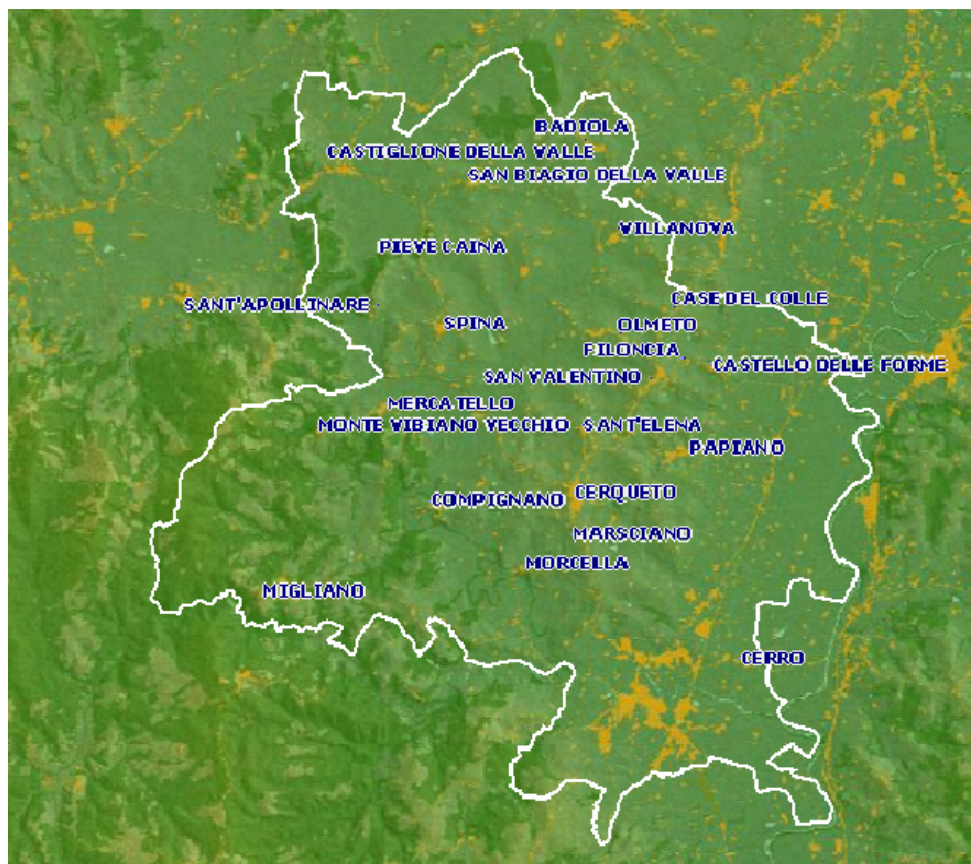 BADIOLA
CASTIGLIONE DELLA VALLE
SAN BIAGIO DELLA VALLE
VILLANOVA
PIEVE CAINA
CASE DEL COLLE
SANT'APOLLINARE
SPINA
OLMETO
PILONCIA
CASTELLO DELLE FORME
SAN VALENTINO
MERCATELLO
MONTE VIBIANO VECCHIO
SANT'ELENA
PAPIANO
CERQUETO
COMPIGNANO
MARSCIANO
MORCELLA
MIGLIANO
CERRO